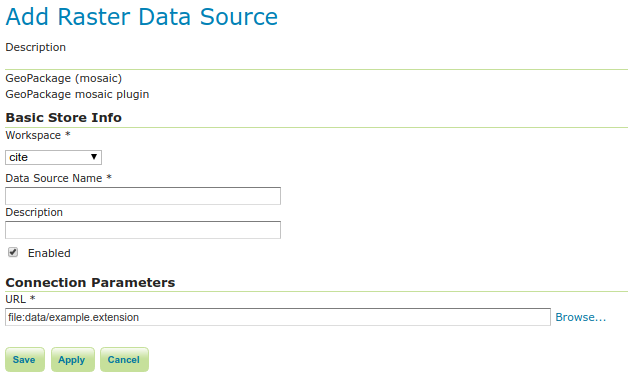 Add Raster Data Source
Description
GeoPackage (mosaic)
GeoPackage mosaic plugin
Basic Store Info
Workspace *
cite
Data Source Name *
Description
Enabled
Connection Parameters
URL *
file:data/example.extension Browse...
Save Apply Cancel